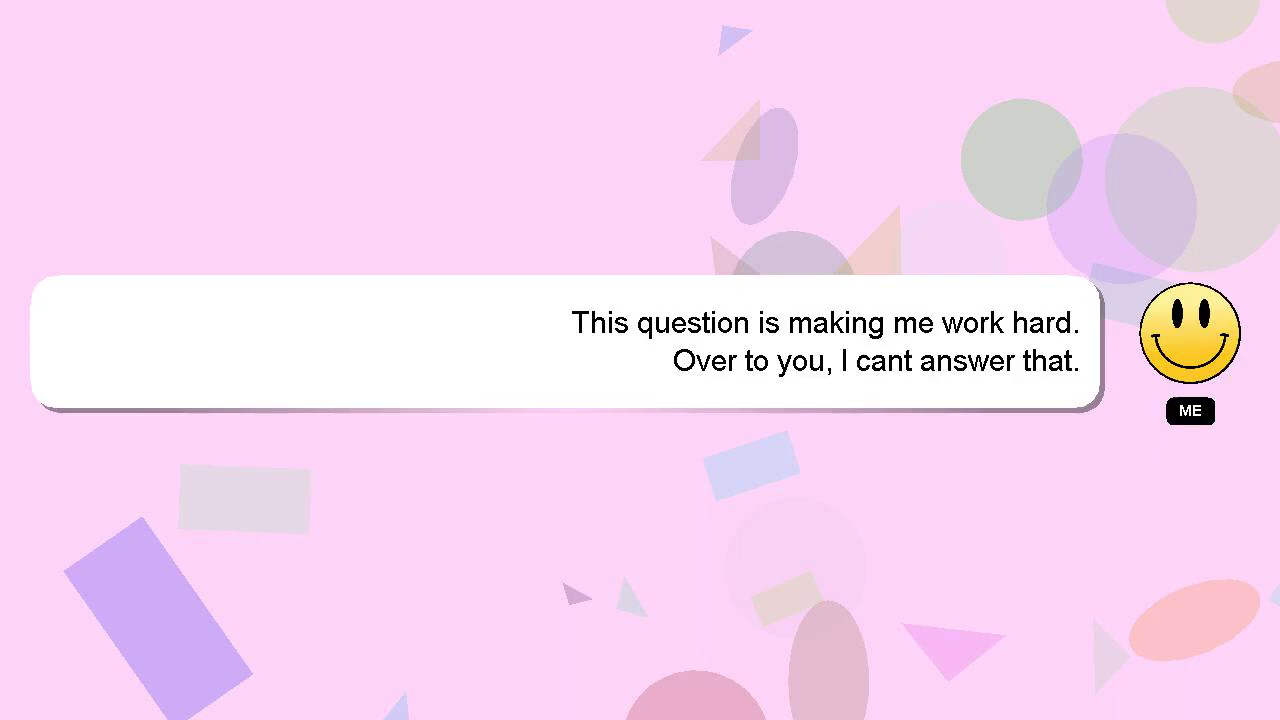 This question is making me work hard.
Over to you, I cant answer that.
ME